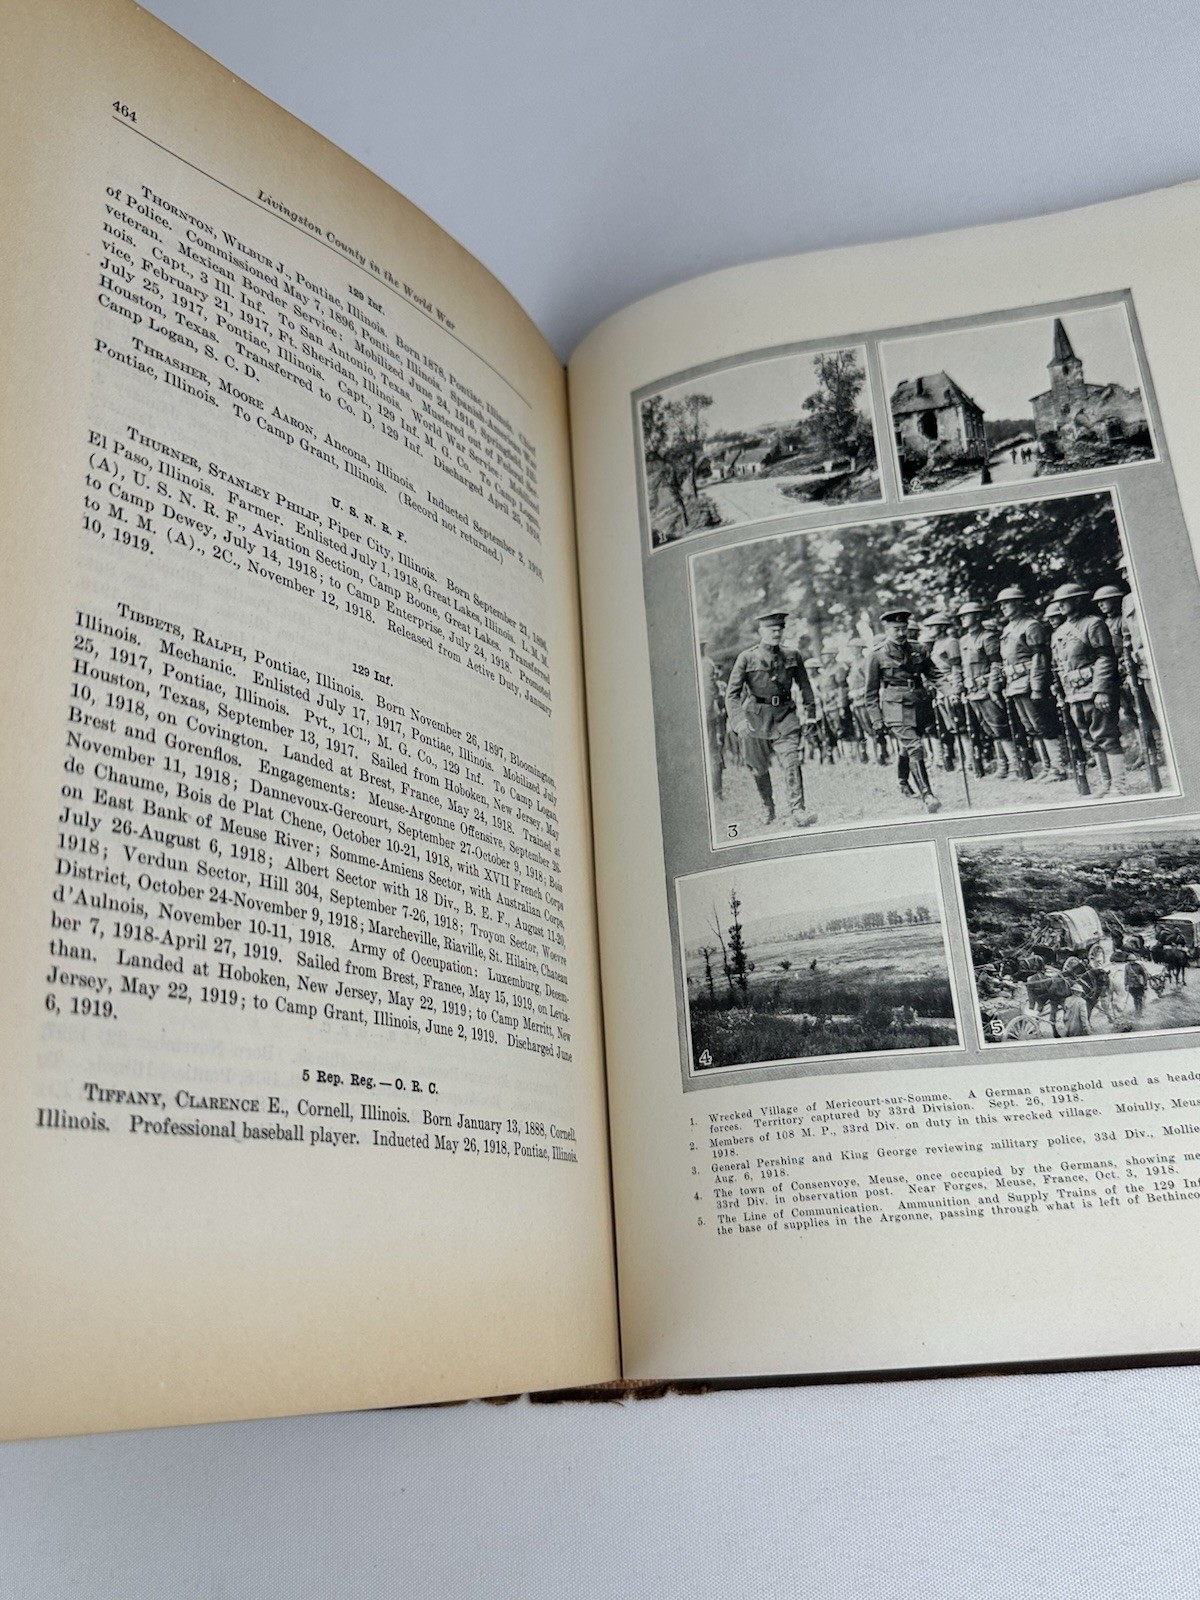 464
Livingston County in the World War
129 Inf.
THORNTON, WILBUR J., Pontiac, Illinois. Born 1878, Pontiac, Illinois. Chief
of Police. Commissioned May 7, 1896, Pontiac, Illinois. Spanish American War
veteran. Mexican Border Service: Mobilized June 24, 1916, Springfield, Illi-
nois. Capt., 3 Ill. Inf. To San Antonio, Texas. Mustered out of Federal Ser-
vice, February 21, 1917, Ft. Sheridan, Illinois. World War Service: Mobilized
July 25, 1917, Pontiac, Illinois. Capt., 129 Inf. M. G. Co. To Camp Logan,
Houston, Texas. Transferred to Co. D, 129 Inf. Discharged April 25, 1918,
Camp Logan, S. C. D.
THRASHER, MOORE AARON, Ancona, Illinois. Inducted September 2, 1918,
Pontiac, Illinois. To Camp Grant, Illinois. (Record not returned.)
U. S. N. R. F.
THURNER, STANLEY PHILIP, Piper City, Illinois. Born September 21, 1896,
El Paso, Illinois. Farmer. Enlisted July 1, 1918, Great Lakes, Illinois. L. M. M.
(A), U. S. N. R. F., Aviation Section, Camp Boone, Great Lakes. Transferred
to Camp Dewey, July 14, 1918; to Camp Enterprise, July 24, 1918. Promoted
to M. M. (A)., 2C., November 12, 1918. Released from Active Duty, January
10, 1919.
129 Inf.
TIBBETS, RALPH, Pontiac, Illinois. Born November 26, 1897, Bloomington,
Illinois. Mechanic. Enlisted July 17, 1917, Pontiac, Illinois. Mobilized July
25, 1917, Pontiac, Illinois. Pvt., 1Cl., M. G. Co., 129 Inf. To Camp Logan,
Houston, Texas, September 13, 1917. Sailed from Hoboken, New Jersey, May
10, 1918, on Covington. Landed at Brest, France, May 24, 1918. Trained at
Brest and Gorenflos. Engagements: Meuse-Argonne Offensive, September 26-
November 11, 1918; Dannevoux-Gercourt, September 27-October 9, 1918; Bois
de Chaume, Bois de Plat Chene, October 10-21, 1918, with XVII French Corps
on East Bank of Meuse River; Somme-Amiens Sector, with Australian Corps,
July 26-August 6, 1918; Albert Sector with 18 Div., B. E. F., August 11-20,
1918; Verdun Sector, Hill 304, September 7-26, 1918; Troyon Sector, Woevre
District, October 24-November 9, 1918; Marcheville, Riaville, St. Hilaire, Chateau
d'Aulnois, November 10-11, 1918. Army of Occupation: Luxemburg, Decem-
ber 7, 1918-April 27, 1919. Sailed from Brest, France, May 15, 1919, on Levia-
than. Landed at Hoboken, New Jersey, May 22, 1919; to Camp Merritt, New
Jersey, May 22, 1919; to Camp Grant, Illinois, June 2, 1919. Discharged June
6, 1919.
5 Rep. Reg.—O. R. C.
TIFFANY, CLARENCE E., Cornell, Illinois. Born January 13, 1888, Cornell,
Illinois. Professional baseball player. Inducted May 26, 1918, Pontiac, Illinois.
1
2
3
4
5
1. Wrecked Village of Mericourt-sur-Somme. A German stronghold used as headq
forces. Territory captured by 33rd Division. Sept. 26, 1918.
2. Members of 108 M. P., 33rd Div. on duty in this wrecked village. Moiully, Meus
1918.
3. General Pershing and King George reviewing military police, 33d Div., Mollie
Aug. 6, 1918.
4. The town of Consenvoye, Meuse, once occupied by the Germans, showing me
33rd Div. in observation post. Near Forges, Meuse, France, Oct. 3, 1918.
5. The Line of Communication. Ammunition and Supply Trains of the 129 Inf
the base of supplies in the Argonne, passing through what is left of Bethinco